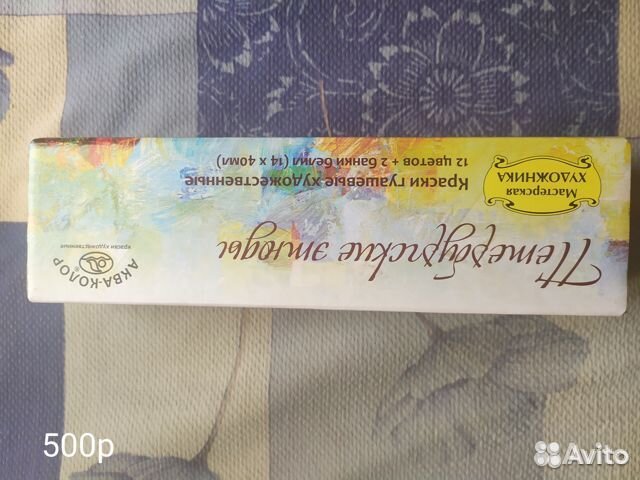 Мастерская
ХУДОЖНИКА
Краски гуашевые художественные
12 цветов + 2 банки белил (14 х 40мл)
Петербургские этюды
АКВА-КОЛОР®
КРАСКИ ХУДОЖЕСТВЕННЫЕ
500р
Avito